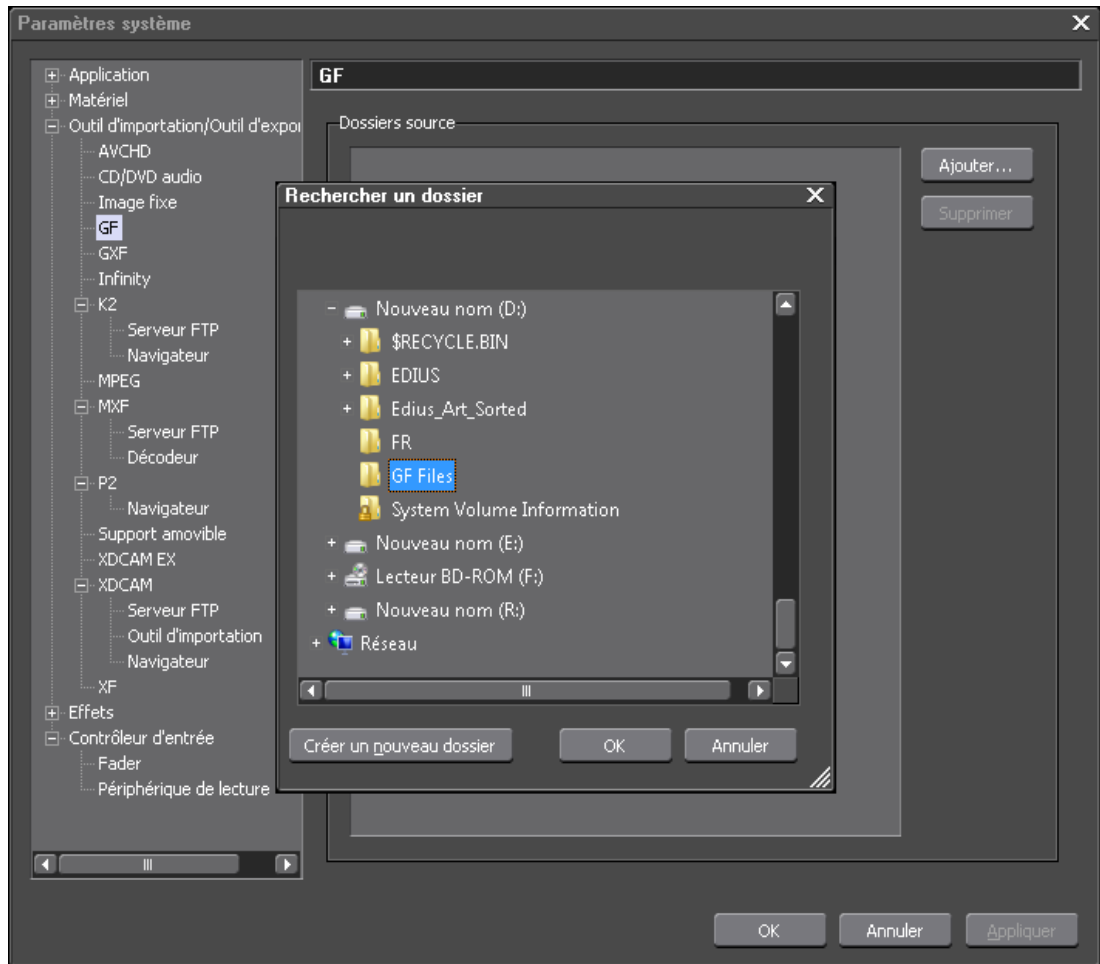 Paramètres système
Application
Matériel
Outil d'importation/Outil d'expor
AVCHD
CD/DVD audio
Image fixe
GF
GXF
Infinity
K2
Serveur FTP
Navigateur
MPEG
MXF
Serveur FTP
Décodeur
P2
Navigateur
Support amovible
XDCAM EX
XDCAM
Serveur FTP
Outil d'importation
Navigateur
XF
Effets
Contrôleur d'entrée
Fader
Périphérique de lecture
GF
Dossiers source
Ajouter...
Supprimer
Rechercher un dossier
Nouveau nom (D:)
$RECYCLE.BIN
EDIUS
Edius_Art_Sorted
FR
GF Files
System Volume Information
Nouveau nom (E:)
Lecteur BD-ROM (F:)
Nouveau nom (R:)
Réseau
Créer un nouveau dossier
OK
Annuler
OK
Annuler
Appliquer